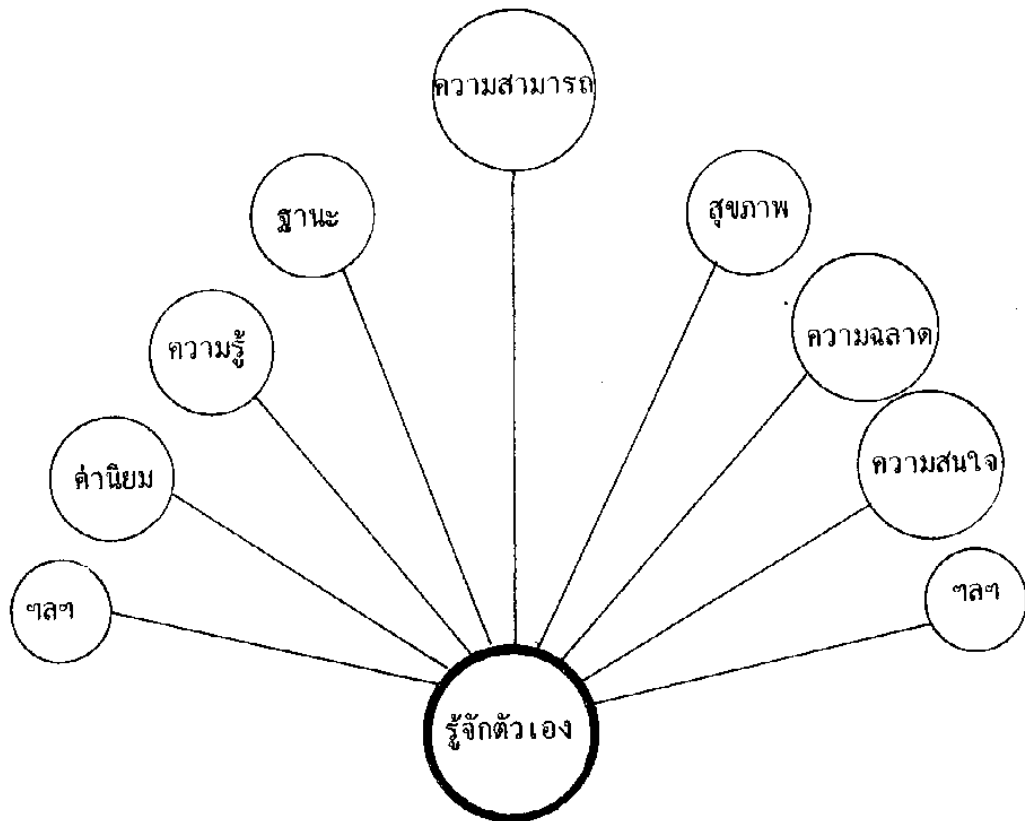 ความสามารถ
ฐานะ
สุขภาพ
ความรู้
ความฉลาด
ค่านิยม
ความสนใจ
ฯลฯ
ฯลฯ
รู้จักตัวเอง